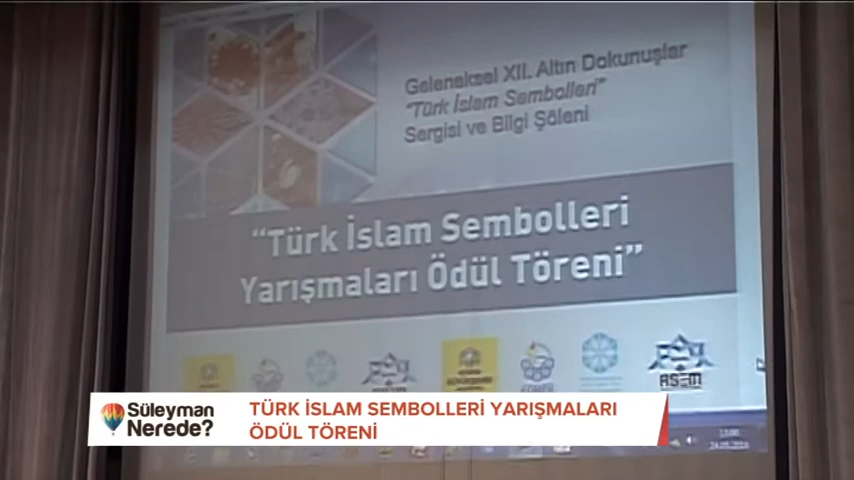 Geleneksel XII. Altın Dokunuşlar
"Türk İslam Sembolleri"
Sergisi ve Bilgi Şöleni
"Türk İslam Sembolleri
Yarışmaları Ödül Töreni"
ASEM
Süleyman
Nerede?
TÜRK İSLAM SEMBOLLERİ YARIŞMALARI
ÖDÜL TÖRENİ